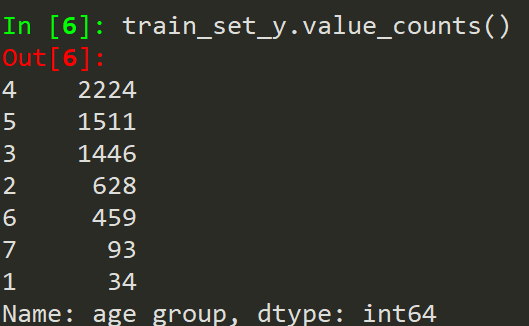 In [6]: train_set_y.value_counts()
Out[6]:
4    2224
5    1511
3    1446
2     628
6     459
7      93
1      34
Name: age group, dtype: int64